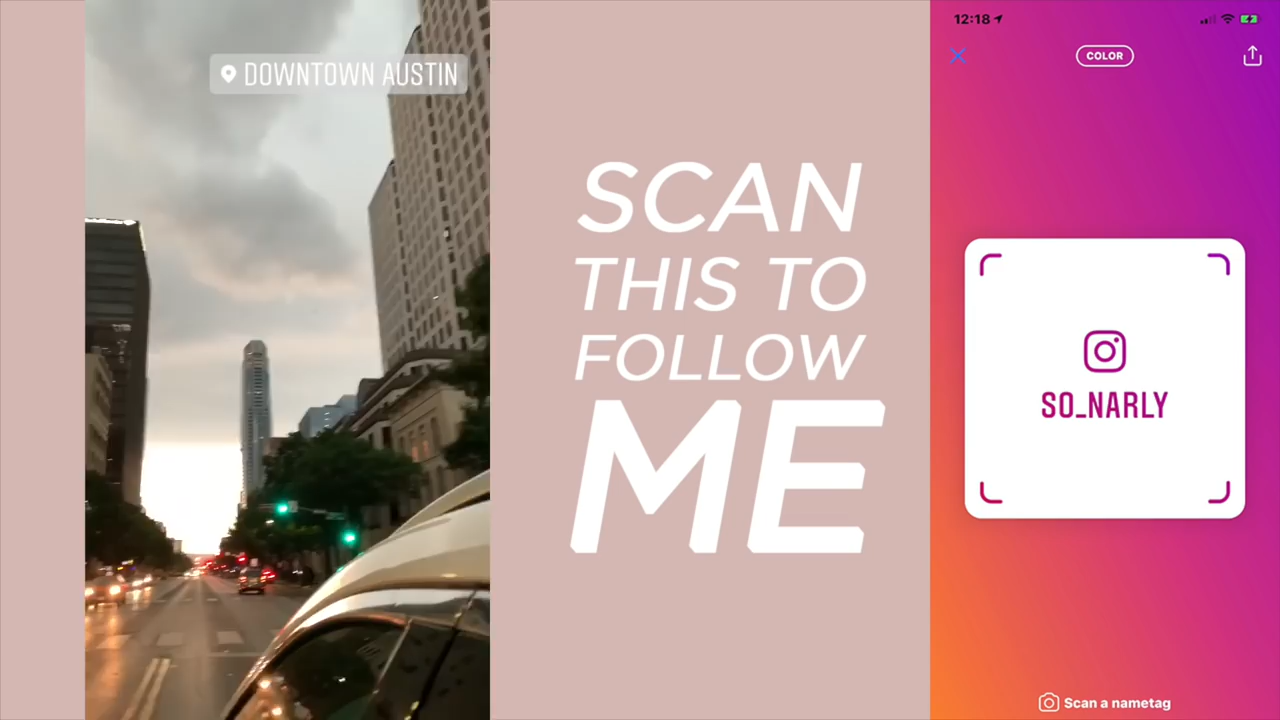 DOWNTOWN AUSTIN
SCAN
THIS TO
FOLLOW
ME
12:18
COLOR
SO_NARLY
Scan a nametag